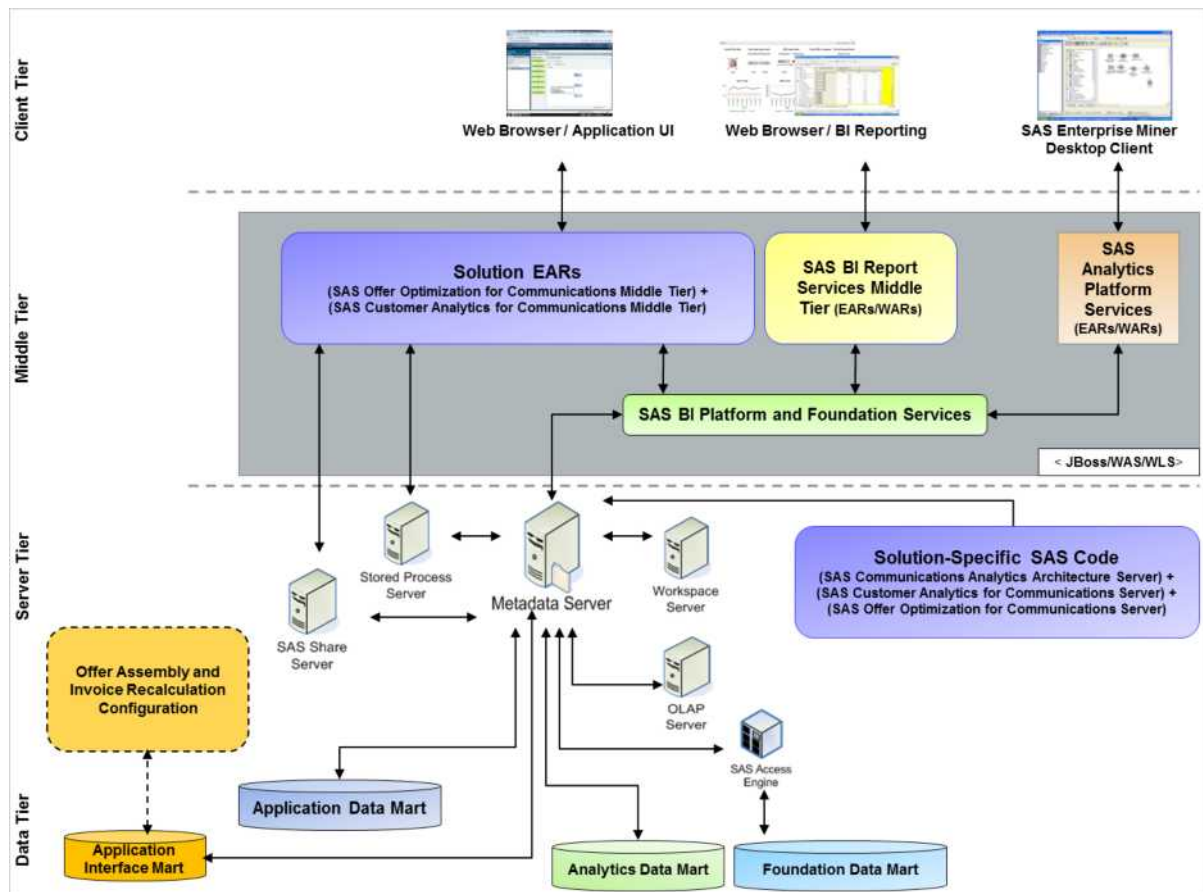 Client Tier
Web Browser / Application UI
Web Browser / BI Reporting
SAS Enterprise Miner
Desktop Client
Middle Tier
Solution EARs
(SAS Offer Optimization for Communications Middle Tier) +
(SAS Customer Analytics for Communications Middle Tier)
SAS BI Report
Services Middle
Tier (EARs/WARs)
SAS
Analytics
Platform
Services
(EARs/WARs)
SAS BI Platform and Foundation Services
< JBoss/WAS/WLS>
Server Tier
Stored Process
Server
Metadata Server
Workspace
Server
Solution-Specific SAS Code
(SAS Communications Analytics Architecture Server) +
(SAS Customer Analytics for Communications Server) +
(SAS Offer Optimization for Communications Server)
SAS Share
Server
Offer Assembly and
Invoice Recalculation
Configuration
OLAP
Server
SAS Access
Engine
Data Tier
Application Data Mart
Application
Interface Mart
Analytics Data Mart
Foundation Data Mart